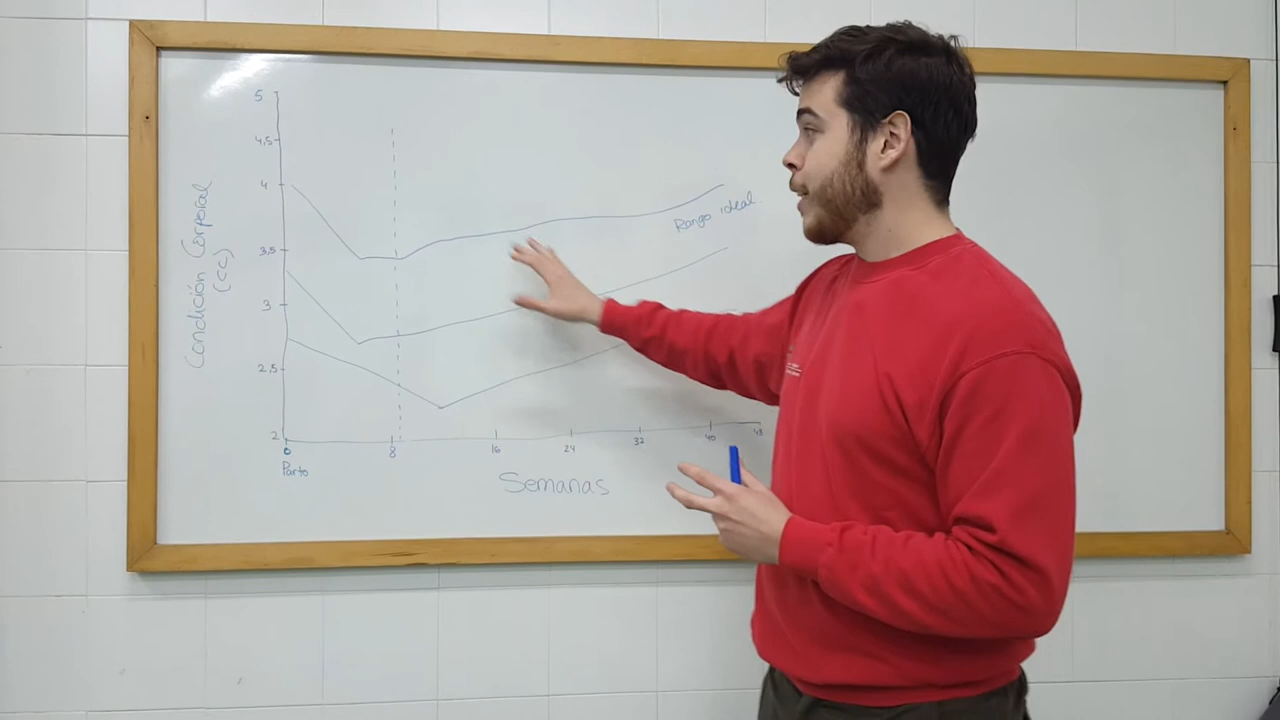 5
4,5
4
3,5
3
2,5
2
Condición Corporal
(CC)
Rango ideal
0
8
16
24
32
40
43
Parto
Semanas